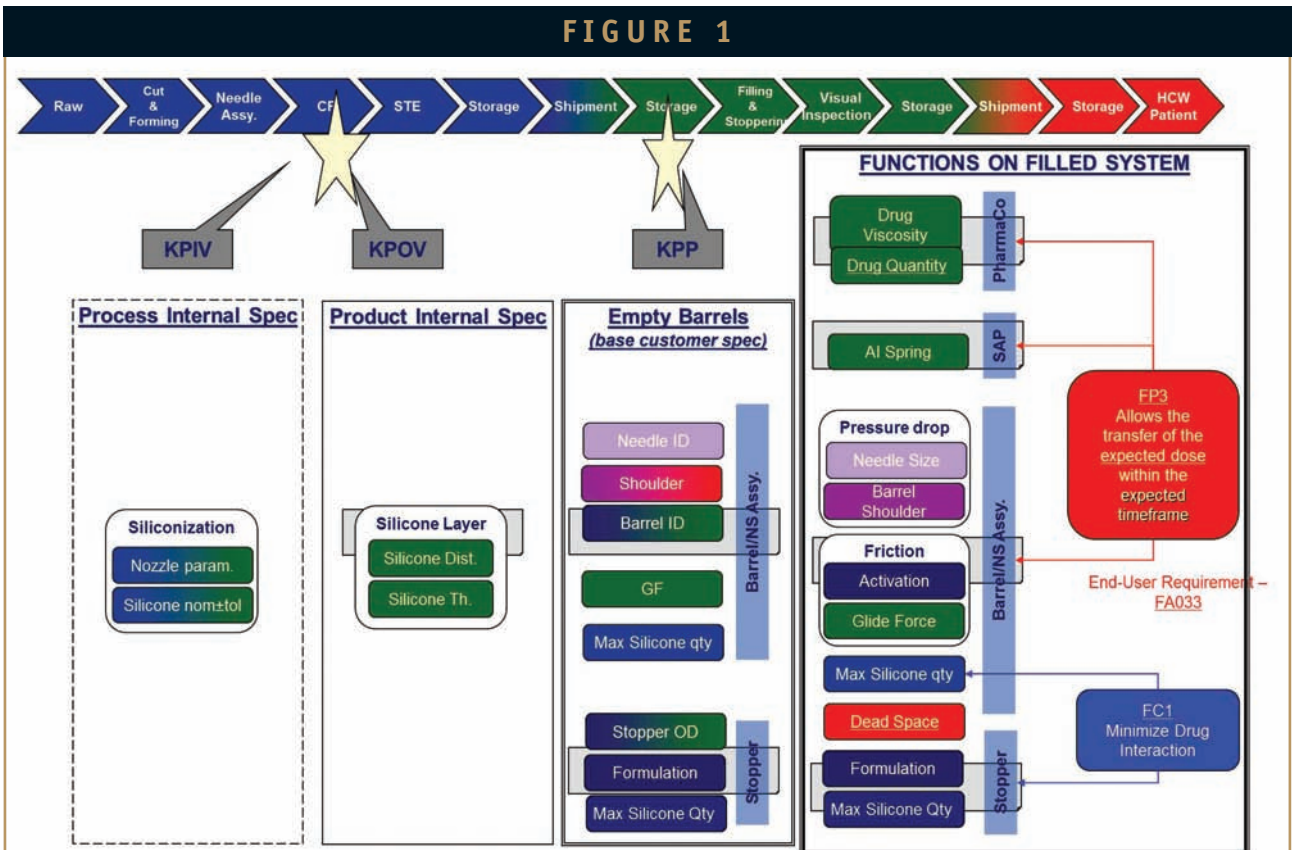 FIGURE 1
Raw
Cut
&
Forming
Needle
Assy.
STE
Storage
Shipment
Storage
Filling
&
Stoppering
Visual
Inspection
Storage
Shipment
Storage
HCW
Patient
KPIV
KPOV
KPP
Process Internal Spec
Siliconization
Nozzle param.
Silicone nom±tol
Product Internal Spec
Silicone Layer
Silicone Dist.
Silicone Th.
Empty Barrels
(base customer spec)
Needle ID
Shoulder
Barrel ID
GF
Max Silicone qty
Barrel/NS Assy.
Stopper OD
Formulation
Max Silicone Qty
Stopper
FUNCTIONS ON FILLED SYSTEM
Drug
Viscosity
Drug Quantity
PharmaCo
AI Spring
SAP
Pressure drop
Needle Size
Barrel
Shoulder
Friction
Activation
Glide Force
Max Silicone qty
Barrel/NS Assy.
Dead Space
Formulation
Max Silicone Qty
Stopper
FP3
Allows the
transfer of the
expected dose
within the
expected
timeframe
End-User Requirement –
FA033
FC1
Minimize Drug
Interaction